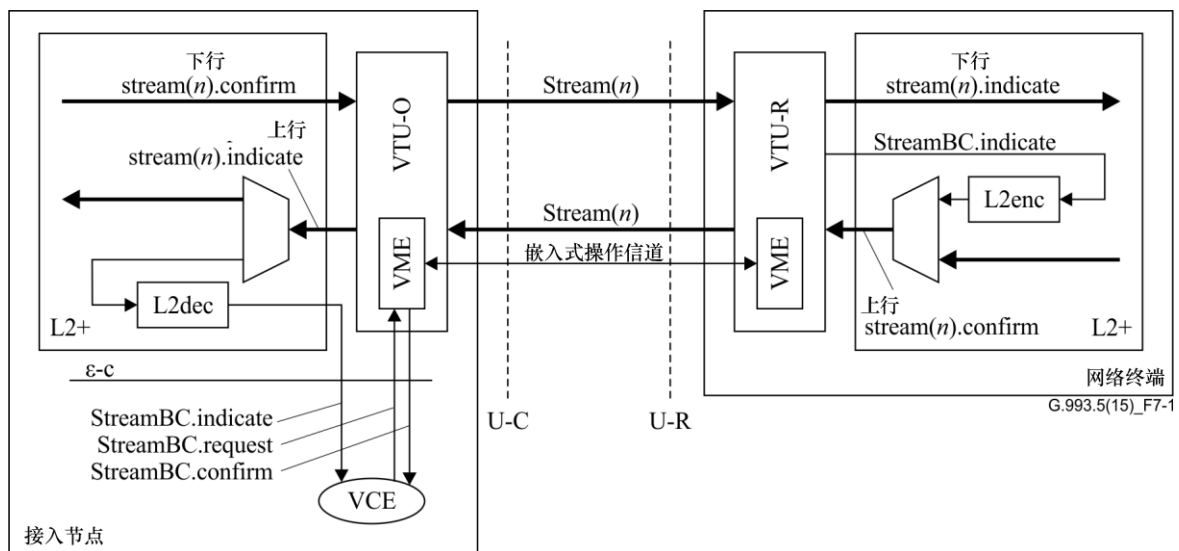 下行
stream(n).confirm
上行
stream(n).indicate
VTU-O
VME
L2dec
L2+
ε-c
StreamBC.indicate
StreamBC.request
StreamBC.confirm
VCE
接入节点
Stream(n)
Stream(n)
嵌入式操作信道
U-C
U-R
VTU-R
VME
下行
stream(n).indicate
StreamBC.indicate
L2enc
上行
stream(n).confirm
L2+
网络终端
G.993.5(15)_F7-1